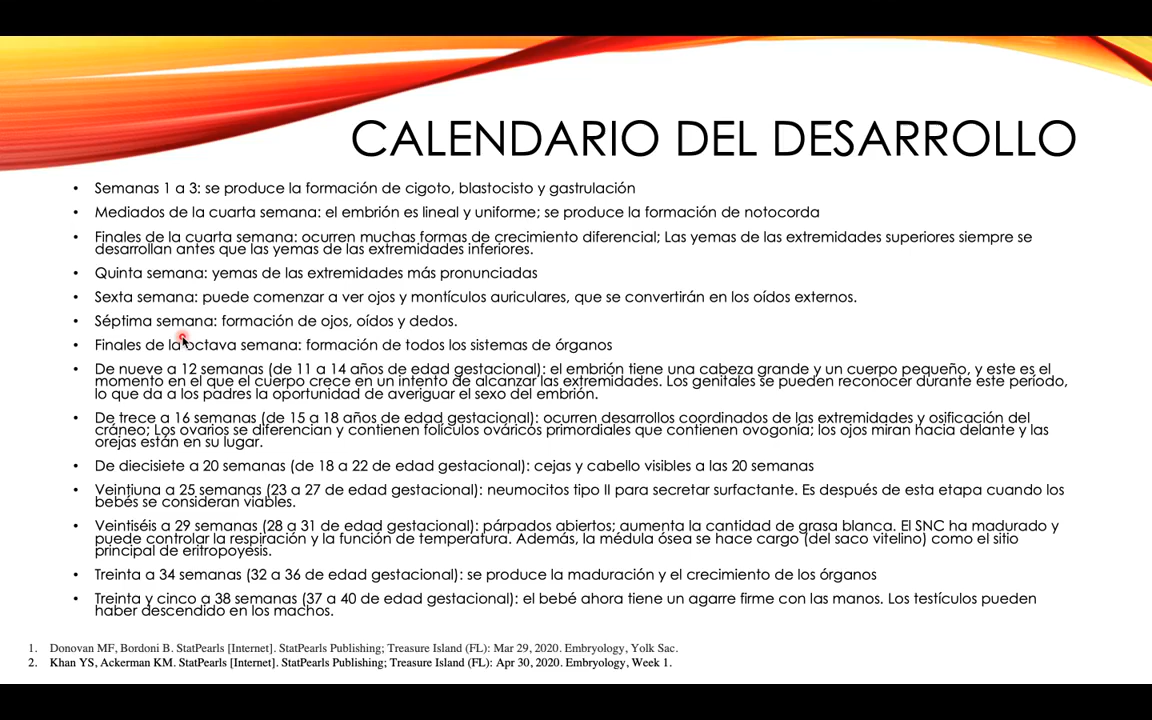 CALENDARIO DEL DESARROLLO
• Semanas 1 a 3: se produce la formación de cigoto, blastocisto y gastrulación
• Mediados de la cuarta semana: el embrión es lineal y uniforme; se produce la formación de notocorda
• Finales de la cuarta semana: ocurren muchas formas de crecimiento diferencial; Las yemas de las extremidades superiores siempre se
desarrollan antes que las yemas de las extremidades inferiores.
• Quinta semana: yemas de las extremidades más pronunciadas
• Sexta semana: puede comenzar a ver ojos y montículos auriculares, que se convertirán en los oídos externos.
• Séptima semana: formación de ojos, oídos y dedos.
• Finales de la octava semana: formación de todos los sistemas de órganos
• De nueve a 12 semanas (de 11 a 14 años de edad gestacional): el embrión tiene una cabeza grande y un cuerpo pequeño, y este es el
momento en el que el cuerpo crece en un intento de alcanzar las extremidades. Los genitales se pueden reconocer durante este período,
lo que da a los padres la oportunidad de averiguar el sexo del embrión.
• De trece a 16 semanas (de 15 a 18 años de edad gestacional): ocurren desarrollos coordinados de las extremidades y osificación del
cráneo; Los ovarios se diferencian y contienen folículos ováricos primordiales que contienen ovogonia; los ojos miran hacia delante y las
orejas están en su lugar.
• De diecisiete a 20 semanas (de 18 a 22 de edad gestacional): cejas y cabello visibles a las 20 semanas
• Veintiuna a 25 semanas (23 a 27 de edad gestacional): neumocitos tipo II para secretar surfactante. Es después de esta etapa cuando los
bebés se consideran viables.
• Veintiséis a 29 semanas (28 a 31 de edad gestacional): párpados abiertos; aumenta la cantidad de grasa blanca. El SNC ha madurado y
puede controlar la respiración y la función de temperatura. Además, la médula ósea se hace cargo (del saco vitelino) como el sitio
principal de eritropoyesis.
• Treinta a 34 semanas (32 a 36 de edad gestacional): se produce la maduración y el crecimiento de los órganos
• Treinta y cinco a 38 semanas (37 a 40 de edad gestacional): el bebé ahora tiene un agarre firme con las manos. Los testículos pueden
haber descendido en los machos.
1. Donovan MF, Bordoni B. StatPearls [Internet]. StatPearls Publishing; Treasure Island (FL): Mar 29, 2020. Embryology, Yolk Sac.
2. Khan YS, Ackerman KM. StatPearls [Internet]. StatPearls Publishing; Treasure Island (FL): Apr 30, 2020. Embryology, Week 1.